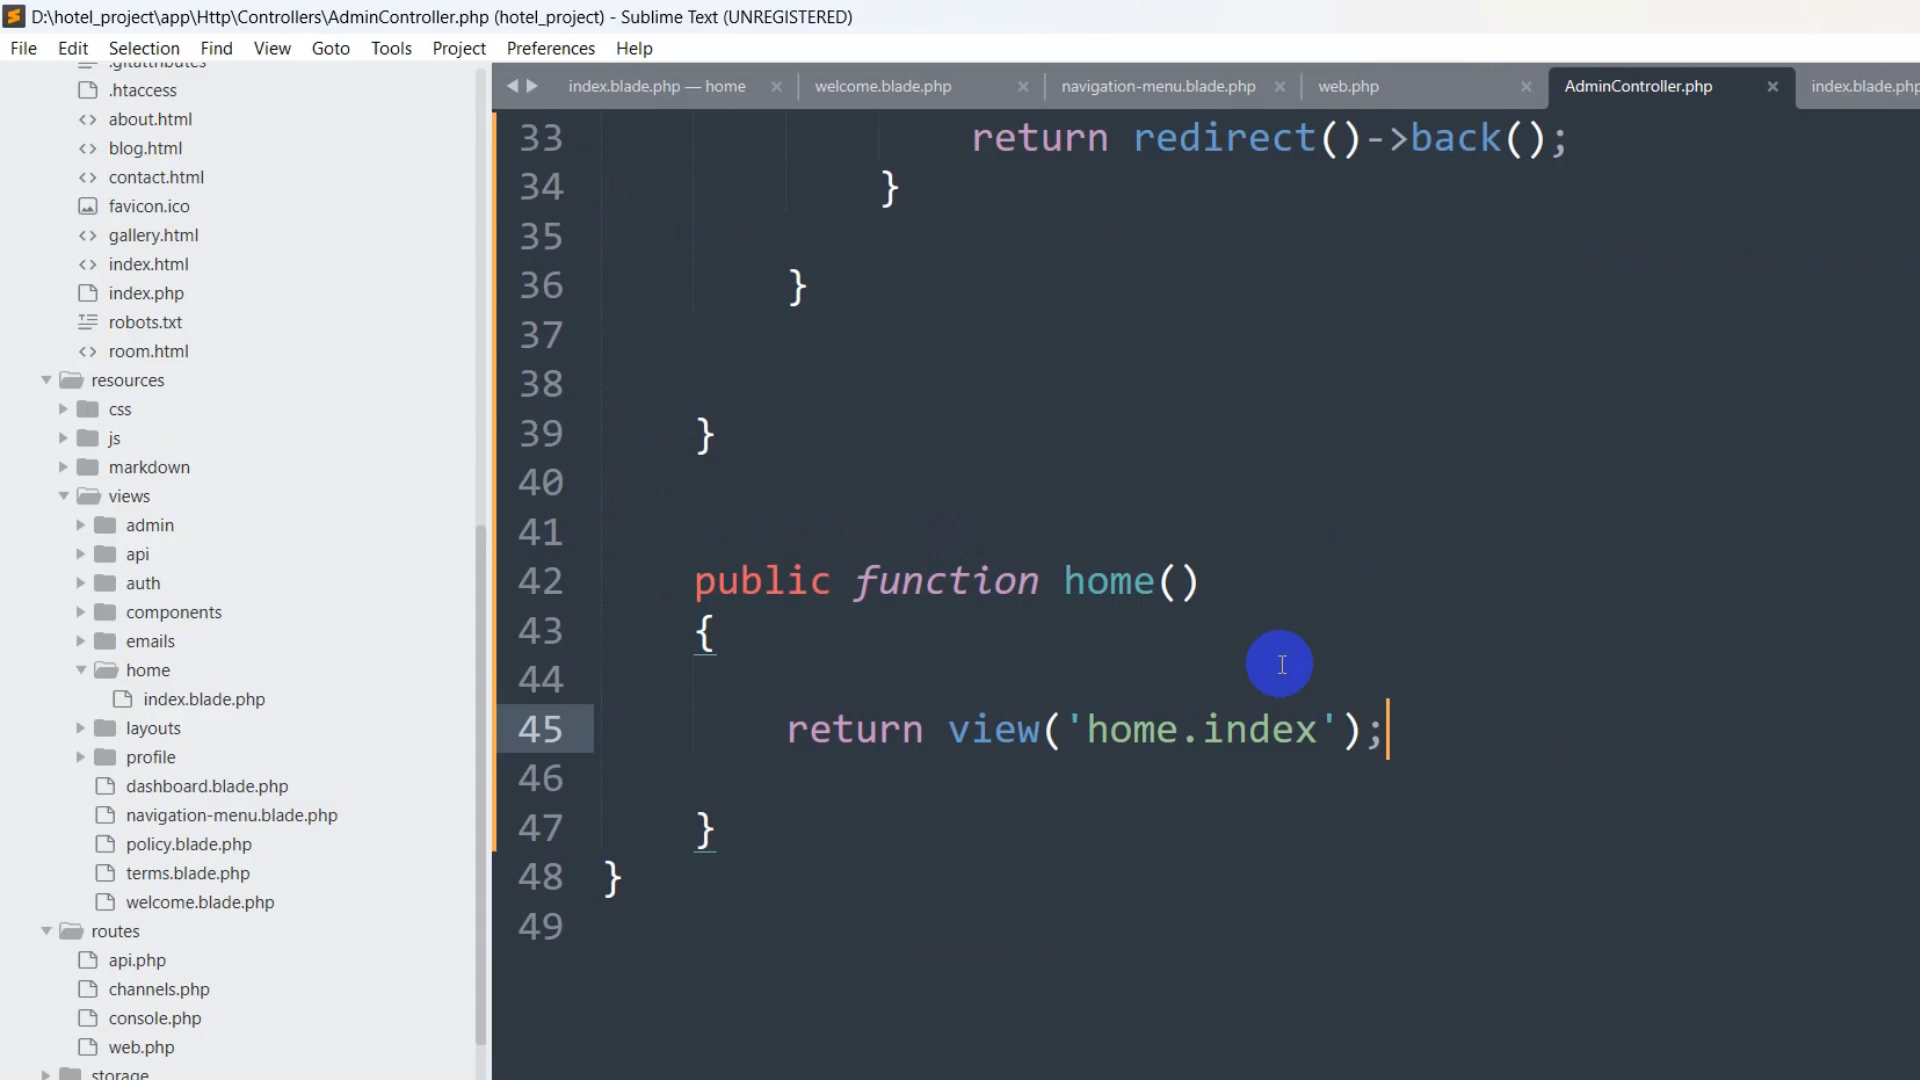 D:\hotel_project\app\Http\Controllers\AdminController.php (hotel_project) - Sublime Text (UNREGISTERED)
File Edit Selection Find View Goto Tools Project Preferences Help
.gitattributes
.htaccess
about.html
blog.html
contact.html
favicon.ico
gallery.html
index.html
index.php
robots.txt
room.html
resources
css
js
markdown
views
admin
api
auth
components
emails
home
index.blade.php
layouts
profile
dashboard.blade.php
navigation-menu.blade.php
policy.blade.php
terms.blade.php
welcome.blade.php
routes
api.php
channels.php
console.php
web.php
storage
index.blade.php — home welcome.blade.php navigation-menu.blade.php web.php AdminController.php index.blade.php
33 return redirect()->back();
34 }
35
36 }
37
38
39 }
40
41
42 public function home()
43 {
44
45 return view('home.index');
46
47 }
48 }
49